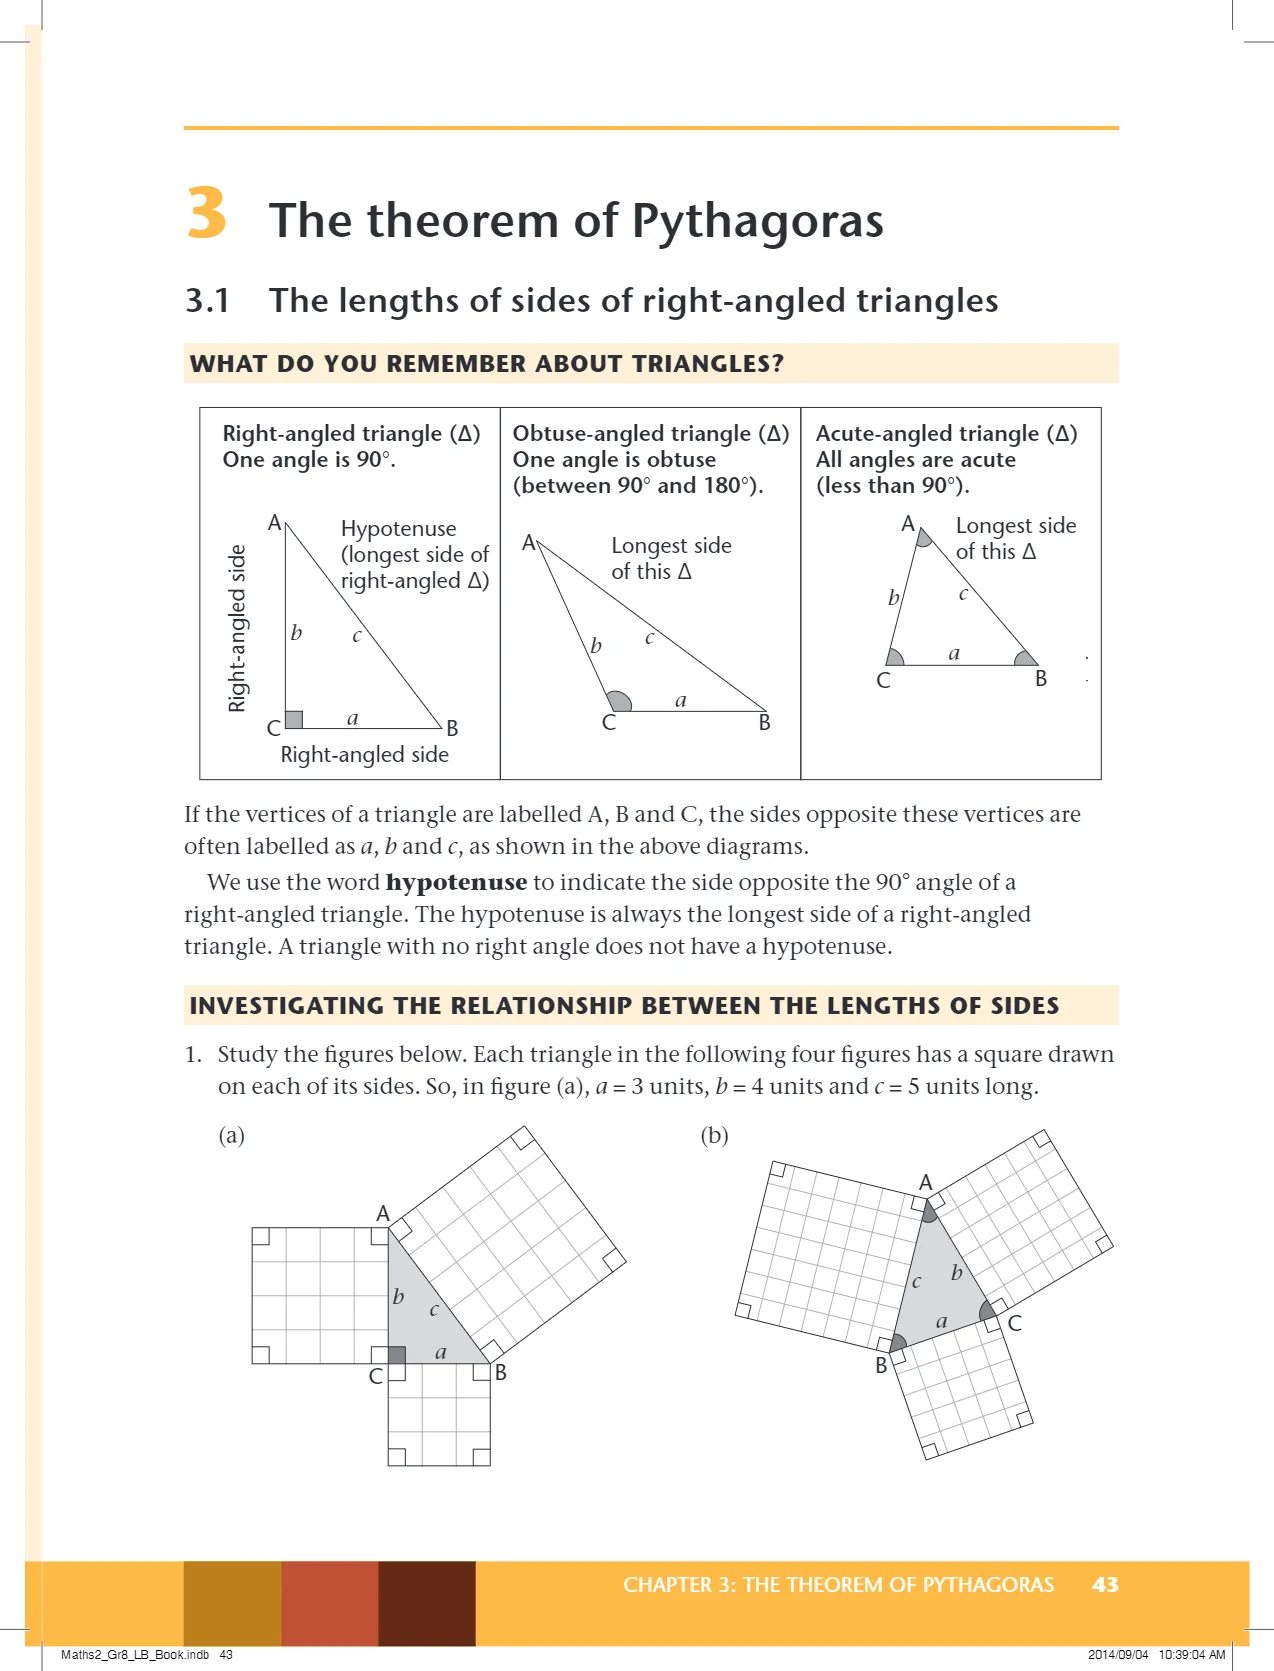 3 The theorem of Pythagoras
3.1 The lengths of sides of right-angled triangles
WHAT DO YOU REMEMBER ABOUT TRIANGLES?
Right-angled triangle (Δ)
One angle is 90°.
A
Hypotenuse
(longest side of
right-angled Δ)
Right-angled side
b
c
C
a
B
Right-angled side
Obtuse-angled triangle (Δ)
One angle is obtuse
(between 90° and 180°).
A
Longest side
of this Δ
b
c
a
C
B
Acute-angled triangle (Δ)
All angles are acute
(less than 90°).
A
Longest side
of this Δ
b
c
a
C
B
If the vertices of a triangle are labelled A, B and C, the sides opposite these vertices are
often labelled as a, b and c, as shown in the above diagrams.
We use the word hypotenuse to indicate the side opposite the 90° angle of a
right-angled triangle. The hypotenuse is always the longest side of a right-angled
triangle. A triangle with no right angle does not have a hypotenuse.
INVESTIGATING THE RELATIONSHIP BETWEEN THE LENGTHS OF SIDES
1. Study the figures below. Each triangle in the following four figures has a square drawn
on each of its sides. So, in figure (a), a = 3 units, b = 4 units and c = 5 units long.
(a)
A
b
c
a
C
B
(b)
A
c
b
a
C
B
CHAPTER 3: THE THEOREM OF PYTHAGORAS 43
Maths2_Gr8_LB_Book.indb 43
2014/09/04 10:39:04 AM